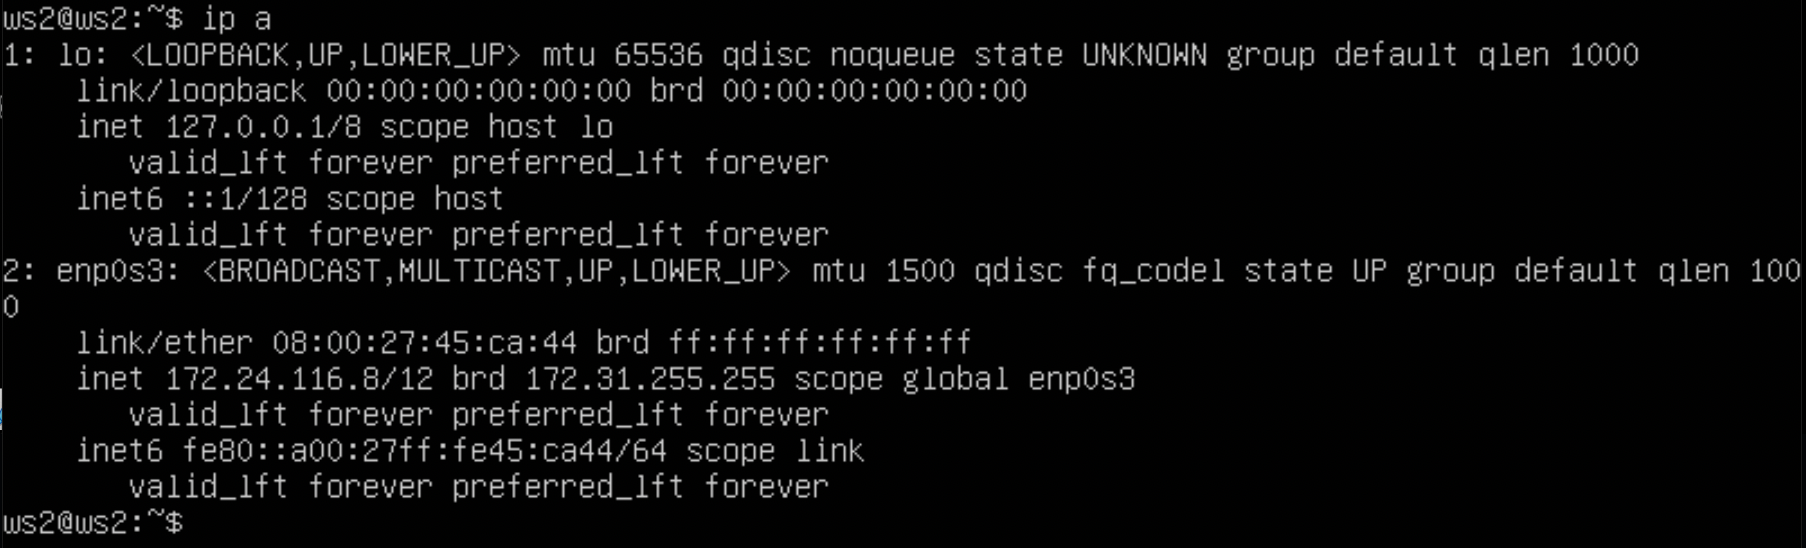 ws2@ws2:~$ ip a
1: lo: <LOOPBACK,UP,LOWER_UP> mtu 65536 qdisc noqueue state UNKNOWN group default qlen 1000
    link/loopback 00:00:00:00:00:00 brd 00:00:00:00:00:00
    inet 127.0.0.1/8 scope host lo
       valid_lft forever preferred_lft forever
    inet6 ::1/128 scope host
       valid_lft forever preferred_lft forever
2: enp0s3: <BROADCAST,MULTICAST,UP,LOWER_UP> mtu 1500 qdisc fq_codel state UP group default qlen 100
0
    link/ether 08:00:27:45:ca:44 brd ff:ff:ff:ff:ff:ff
    inet 172.24.116.8/12 brd 172.31.255.255 scope global enp0s3
       valid_lft forever preferred_lft forever
    inet6 fe80::a00:27ff:fe45:ca44/64 scope link
       valid_lft forever preferred_lft forever
ws2@ws2:~$